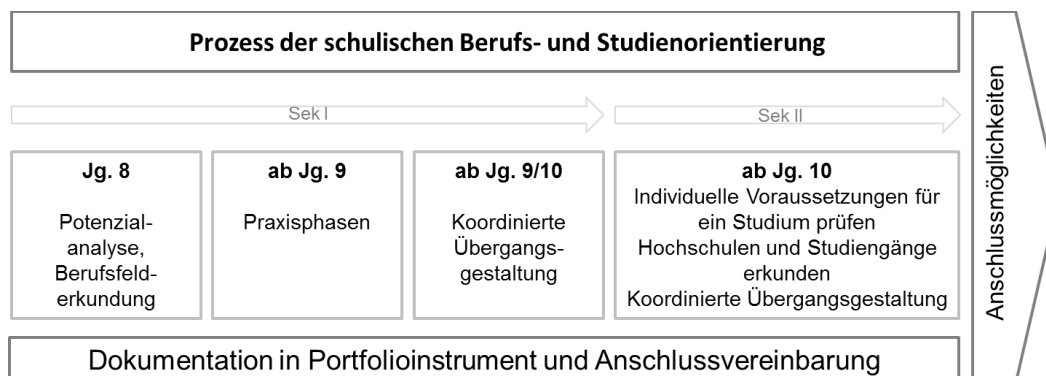 Prozess der schulischen Berufs- und Studienorientierung
Sek I
Sek II
Jg. 8
Potenzial-
analyse,
Berufsfeld-
erkundung
ab Jg. 9
Praxisphasen
ab Jg. 9/10
Koordinierte
Übergangs-
gestaltung
ab Jg. 10
Individuelle Voraussetzungen für
ein Studium prüfen
Hochschulen und Studiengänge
erkunden
Koordinierte Übergangsgestaltung
Dokumentation in Portfolioinstrument und Anschlussvereinbarung
Anschlussmöglichkeiten